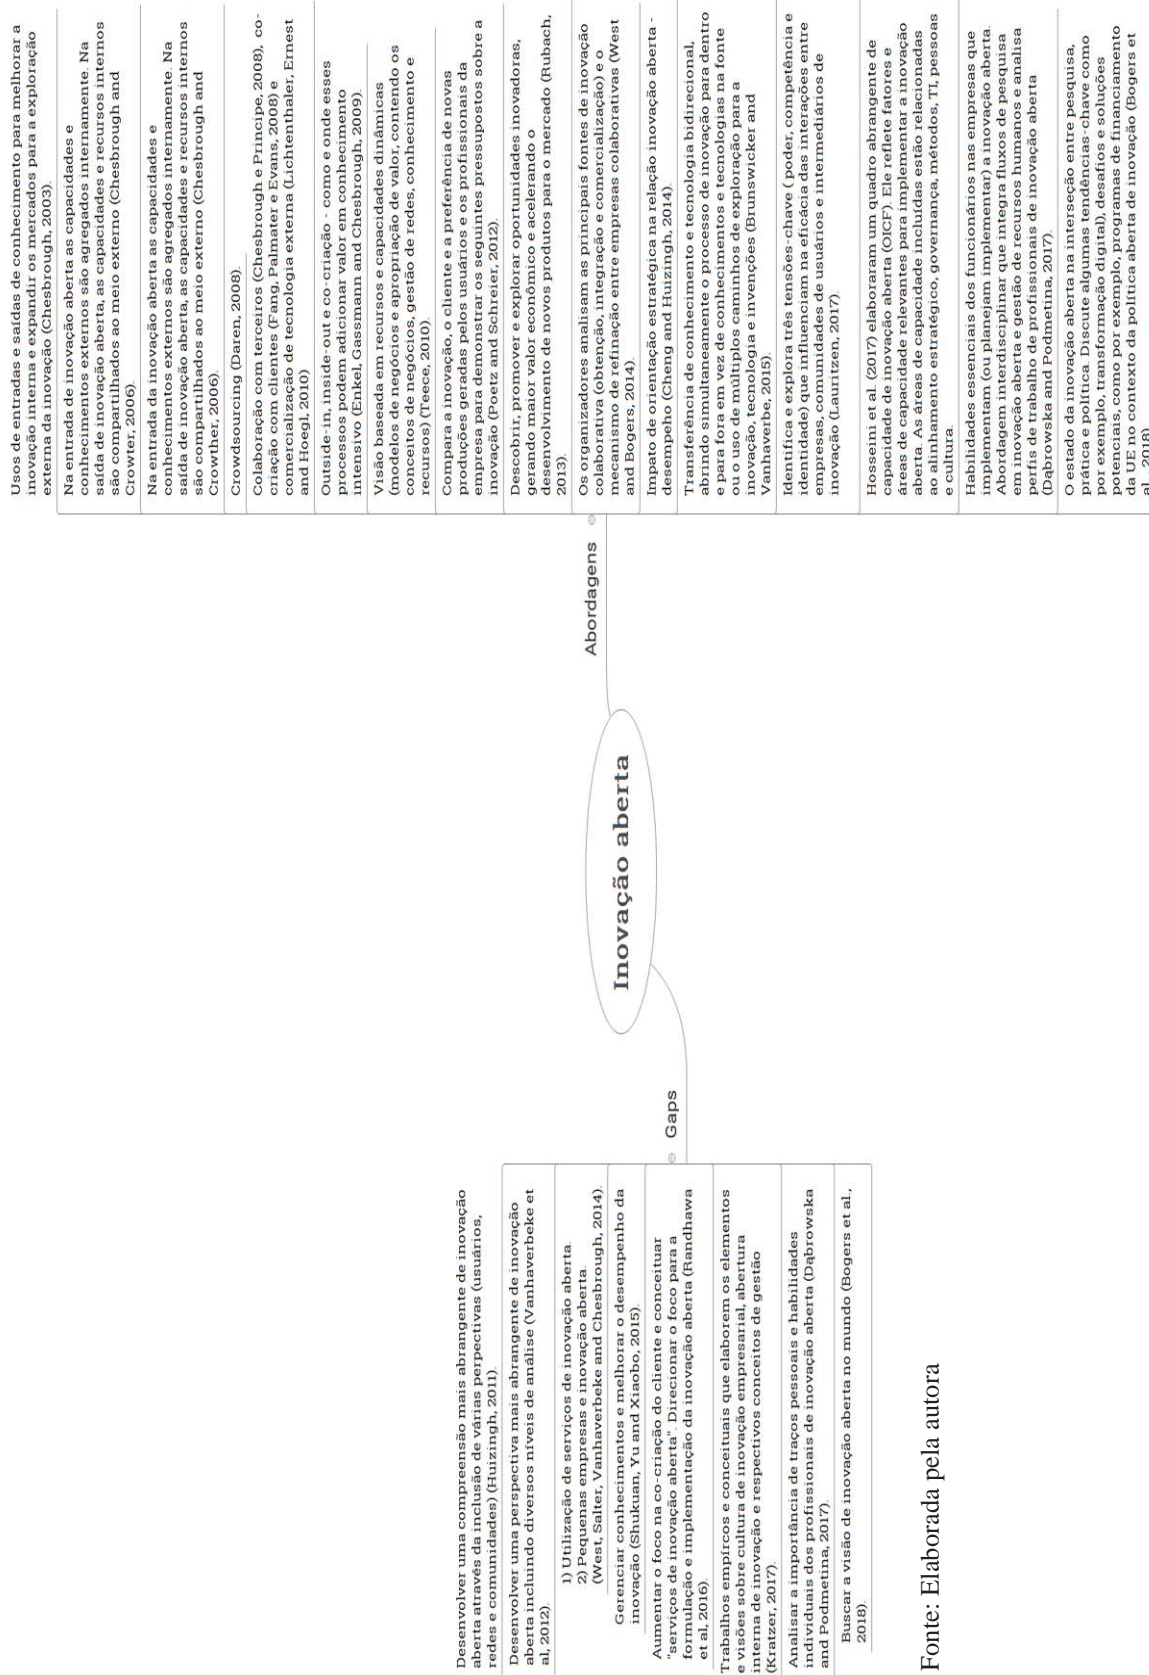 Inovação aberta
Abordagens
Usos de entradas e saídas de conhecimento para melhorar a
inovação interna e expandir os mercados para a exploração
externa da inovação (Chesbrough, 2003).
Na entrada de inovação aberta as capacidades e
conhecimentos externos são agregados internamente. Na
saída de inovação aberta, as capacidades e recursos internos
são compartilhados ao meio externo (Chesbrough and
Crowter, 2006).
Na entrada da inovação aberta as capacidades e
conhecimentos externos são agregados internamente. Na
saída de inovação aberta, as capacidades e recursos internos
são compartilhados ao meio externo (Chesbrough and
Crowther, 2006).
Crowdsourcing (Daren, 2008).
Colaboração com terceiros (Chesbrough e Principe, 2008), co-
criação com clientes (Fang, Palmater e Evans, 2008) e
comercialização de tecnologia externa (Lichtenthaler, Ernest
and Hoegl, 2010)
Outside-in, inside-out e co-criação - como e onde esses
processos podem adicionar valor em conhecimento
intensivo (Enkel, Gassmann and Chesbrough, 2009).
Visão baseada em recursos e capacidades dinâmicas
(modelos de negócios e apropriação de valor, contendo os
conceitos de negócios, gestão de redes, conhecimento e
recursos) (Teece, 2010).
Compara a inovação, o cliente e a preferência de novas
produções geradas pelos usuários e os profissionais da
empresa para demonstrar os seguintes pressupostos sobre a
inovação (Poetz and Schreier, 2012).
Descobrir, promover e explorar oportunidades inovadoras,
gerando maior valor econômico e acelerando o
desenvolvimento de novos produtos para o mercado (Rubach,
2013).
Os organizadores analisam as principais fontes de inovação
colaborativa (obtenção, integração e comercialização) e o
mecanismo de refinação entre empresas colaborativas (West
and Bogers, 2014).
Impato de orientação estratégica na relação inovação aberta -
desempeho (Cheng and Huizingh, 2014).
Transferência de conhecimento e tecnologia bidirecional,
abrindo simultaneamente o processo de inovação para dentro
e para fora em vez de conhecimentos e tecnologias na fonte
ou o uso de múltiplos caminhos de exploração para a
inovação, tecnologia e invenções (Brunswicker and
Vanhaverbe, 2015).
Identifica e explora três tensões-chave ( poder, competência e
identidade) que influenciam na eficácia das interações entre
empresas, comunidades de usuários e intermediários de
inovação (Lauritzen, 2017).
Hosseini et al. (2017) elaboraram um quadro abrangente de
capacidade de inovação aberta (OICF). Ele reflete fatores e
áreas de capacidade relevantes para implementar a inovação
aberta. As áreas de capacidade incluídas estão relacionadas
ao alinhamento estratégico, governança, métodos, TI, pessoas
e cultura.
Habilidades essenciais dos funcionários nas empresas que
implementam (ou planejam implementar) a inovação aberta.
Abordagem interdisciplinar que integra fluxos de pesquisa
em inovação aberta e gestão de recursos humanos e analisa
perfis de trabalho de profissionais de inovação aberta
(Dąbrowska and Podmetina, 2017).
O estado da inovação aberta na interseção entre pesquisa,
prática e política. Discute algumas tendências-chave como
por exemplo, transformação digital), desafios e soluções
potenciais, como por exemplo, programas de financiamento
da UE no contexto da política aberta de inovação (Bogers et
al., 2018)
Gaps
Desenvolver uma compreensão mais abrangente de inovação
aberta através da inclusão de várias perpectivas (usuários,
redes e comunidades) (Huizingh, 2011).
Desenvolver uma perspectiva mais abrangente de inovação
aberta incluindo diversos níveis de análise (Vanhaverbeke et
al, 2012).
1) Utilização de serviços de inovação aberta.
2) Pequenas empresas e inovação aberta.
(West, Salter, Vanhaverbeke and Chesbrough, 2014).
Gerenciar conhecimentos e melhorar o desempenho da
inovação (Shukuan, Yu and Xiaobo, 2015).
Aumentar o foco na co-criação do cliente e conceituar
"serviços de inovação aberta". Direcionar o foco para a
formulação e implementação da inovação aberta (Randhawa
et al, 2016).
Trabalhos empírcos e conceituais que elaborem os elementos
e visões sobre cultura de inovação empresarial, abertura
interna de inovação e respectivos conceitos de gestão
(Kratzer, 2017).
Analisar a importância de traços pessoais e habilidades
individuais dos profissionais de inovação aberta (Dąbrowska
and Podmetina, 2017).
Buscar a visão de inovação aberta no mundo (Bogers et al.,
2018).
Fonte: Elaborada pela autora